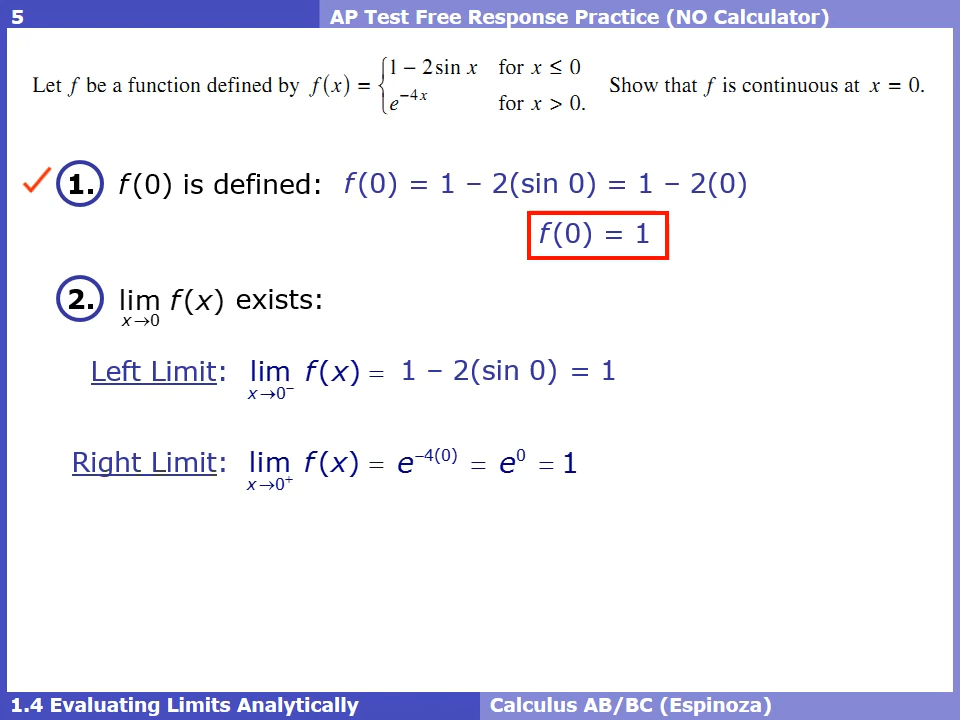 5 AP Test Free Response Practice (NO Calculator)
Let f be a function defined by f(x) = {1 − 2 sin x for x ≤ 0 Show that f is continuous at x = 0.
e^−4x for x > 0.
1. f(0) is defined: f(0) = 1 − 2(sin 0) = 1 − 2(0)
f(0) = 1
2. lim f(x) exists:
x→0
Left Limit: lim f(x) = 1 − 2(sin 0) = 1
x→0⁻
Right Limit: lim f(x) = e^−4(0) = e^0 = 1
x→0⁺
1.4 Evaluating Limits Analytically Calculus AB/BC (Espinoza)